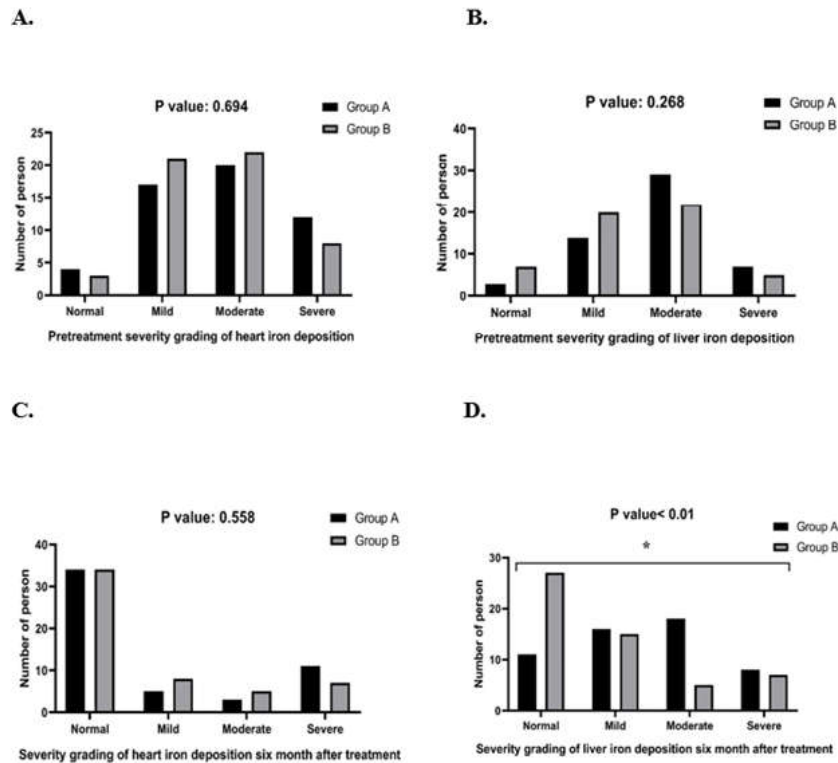 A.
P value: 0.694
Group A
Group B
Number of person
25
20
15
10
5
0
Normal Mild Moderate Severe
Pretreatment severity grading of heart iron deposition
B.
P value: 0.268
Group A
Group B
Number of person
40
30
20
10
0
Normal Mild Moderate Severe
Pretreatment severity grading of liver iron deposition
C.
P value: 0.558
Group A
Group B
Number of person
40
30
20
10
0
Normal Mild Moderate Severe
Severity grading of heart iron deposition six month after treatment
D.
P value< 0.01
Group A
Group B
*
Number of person
30
20
10
0
Normal Mild Moderate Severe
Severity grading of liver iron deposition six month after treatment